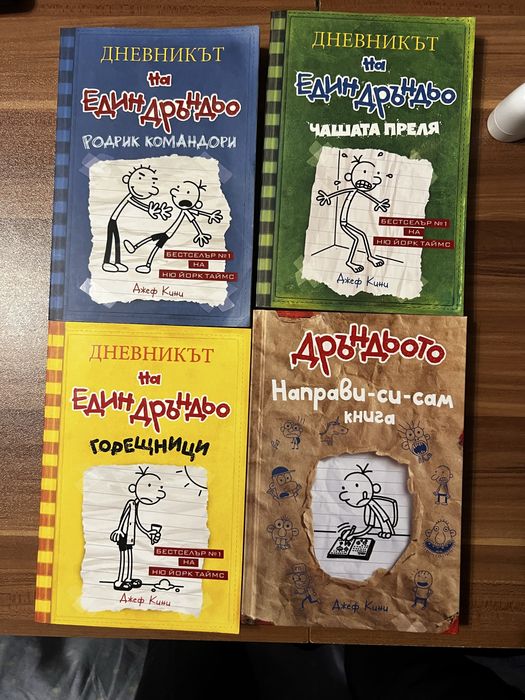 ДНЕВНИКЪТ
на
ЕДИН ДРЪНДЬО
РОДРИК КОМАНДОРИ
БЕСТСЕЛЪР №1
НА
НЮ ЙОРК ТАЙМС
Джеф Кини
ДНЕВНИКЪТ
на
ЕДИН ДРЪНДЬО
ЧАШАТА ПРЕЛЯ
БЕСТСЕЛЪР №1
НА
НЮ ЙОРК ТАЙМС
Джеф Кини
ДНЕВНИКЪТ
на
ЕДИН ДРЪНДЬО
ГОРЕЩНИЦИ
БЕСТСЕЛЪР №1
НА
НЮ ЙОРК ТАЙМС
Джеф Кини
ДРЪНДЬОТО
Направи-си-сам
книга
Джеф Кини